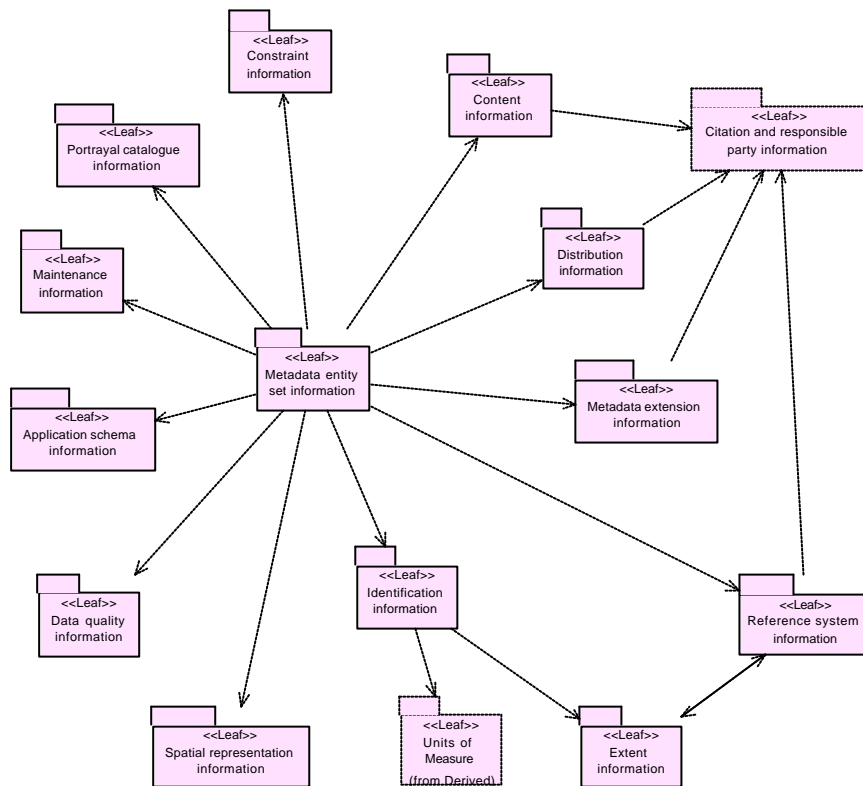 <<Leaf>>
Constraint
information
<<Leaf>>
Content
information
<<Leaf>>
Citation and responsible
party information
<<Leaf>>
Portrayal catalogue
information
<<Leaf>>
Distribution
information
<<Leaf>>
Maintenance
information
<<Leaf>>
Metadata entity
set information
<<Leaf>>
Metadata extension
information
<<Leaf>>
Application schema
information
<<Leaf>>
Identification
information
<<Leaf>>
Data quality
information
<<Leaf>>
Reference system
information
<<Leaf>>
Units of
Measure
(from Derived)
<<Leaf>>
Spatial representation
information
<<Leaf>>
Extent
information